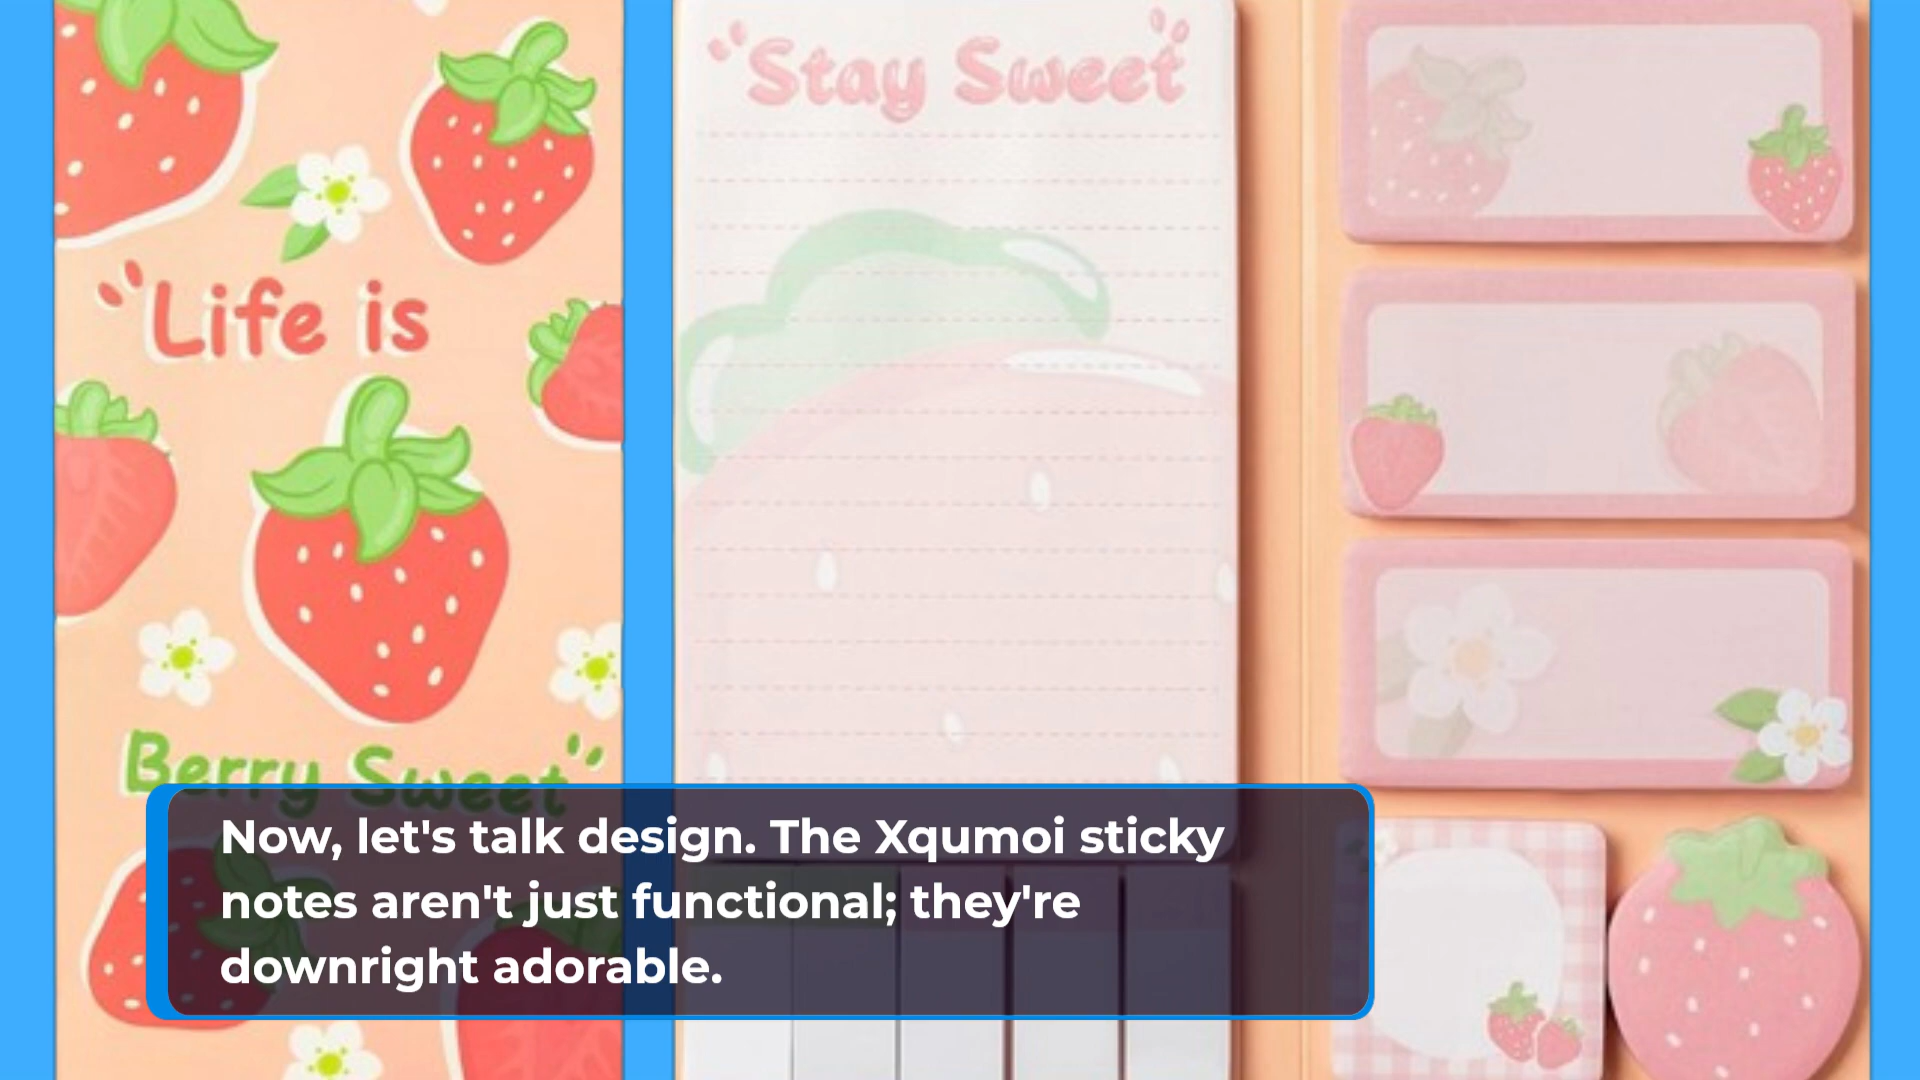 "Life is
Berry Sweet"
"Stay Sweet"
Now, let's talk design. The Xqumoi sticky
notes aren't just functional; they're
downright adorable.